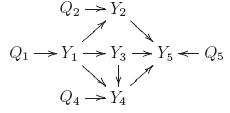 Q₂ Y₂
Q₁ Y₁ Y₃ Y₅ Q₅
Q₄ Y₄